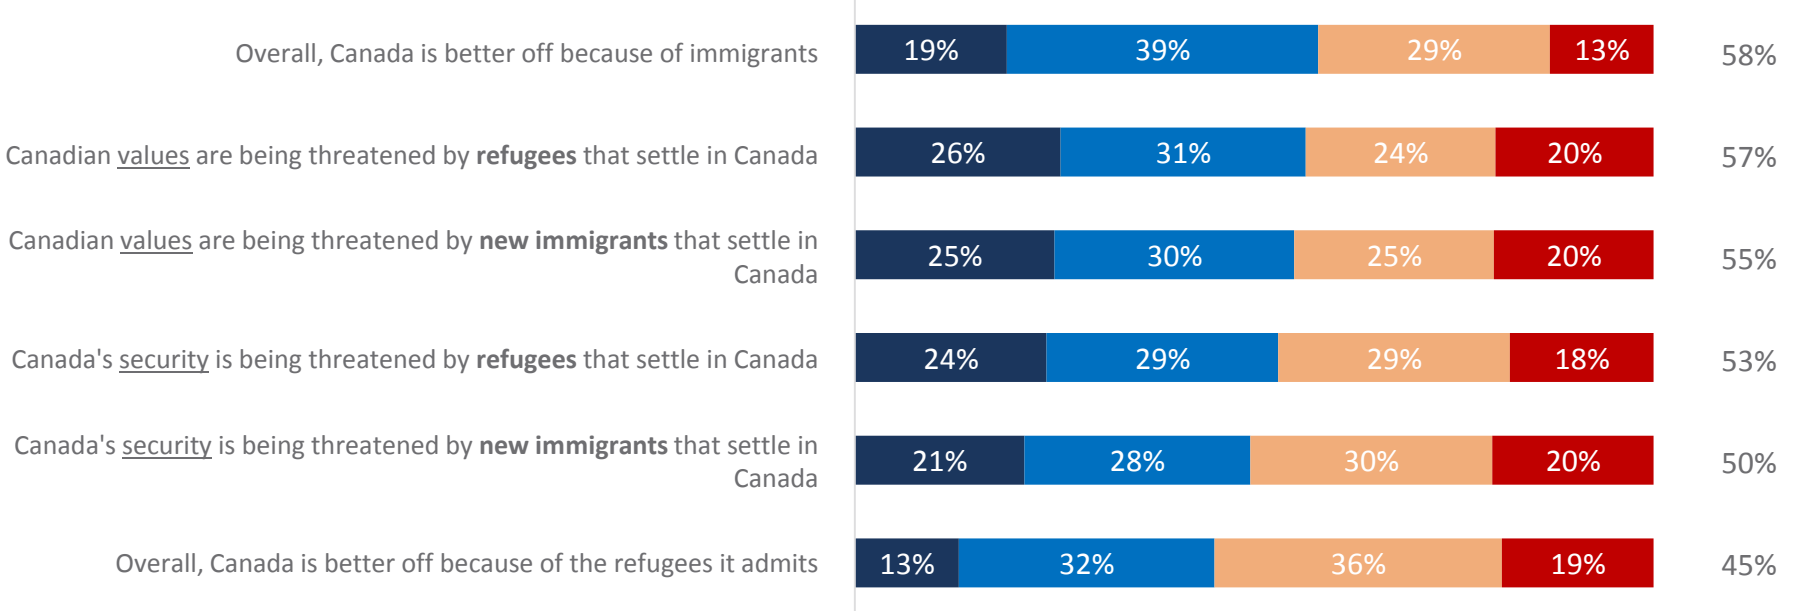 Overall, Canada is better off because of immigrants 19% 39% 29% 13% 58%
Canadian values are being threatened by refugees that settle in Canada 26% 31% 24% 20% 57%
Canadian values are being threatened by new immigrants that settle in
Canada 25% 30% 25% 20% 55%
Canada's security is being threatened by refugees that settle in Canada 24% 29% 29% 18% 53%
Canada's security is being threatened by new immigrants that settle in
Canada 21% 28% 30% 20% 50%
Overall, Canada is better off because of the refugees it admits 13% 32% 36% 19% 45%